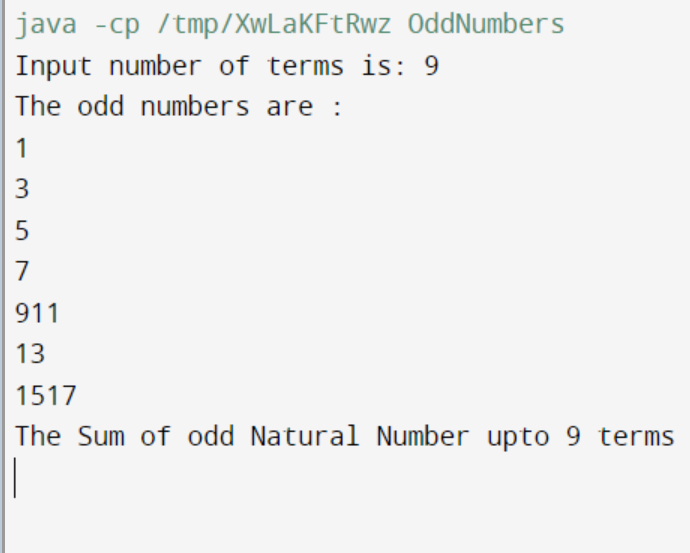 java -cp /tmp/XwLaKFtRwz OddNumbers
Input number of terms is: 9
The odd numbers are :
1
3
5
7
911
13
1517
The Sum of odd Natural Number upto 9 terms